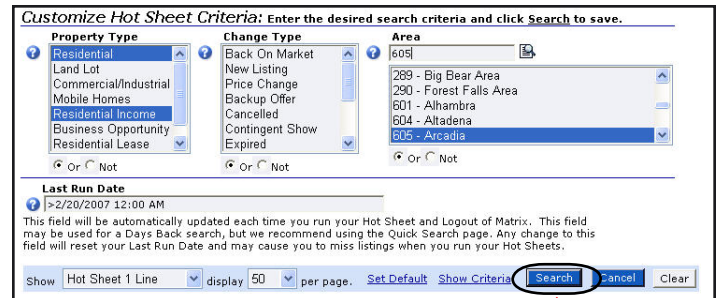 Customize Hot Sheet Criteria: Enter the desired search criteria and click Search to save.
Property Type
Residential
Land Lot
Commercial/Industrial
Mobile Homes
Residential Income
Business Opportunity
Residential Lease
Or Not
Change Type
Back On Market
New Listing
Price Change
Backup Offer
Cancelled
Contingent Show
Expired
Or Not
Area
605
289 - Big Bear Area
290 - Forest Falls Area
601 - Alhambra
604 - Altadena
605 - Arcadia
Or Not
Last Run Date
>2/20/2007 12:00 AM
This field will be automatically updated each time you run your Hot Sheet and Logout of Matrix. This field
may be used for a Days Back search, but we recommend using the Quick Search page. Any change to this
field will reset your Last Run Date and may cause you to miss listings when you run your Hot Sheets.
Show Hot Sheet 1 Line display 50 per page. Set Default Show Criteria Search Cancel Clear